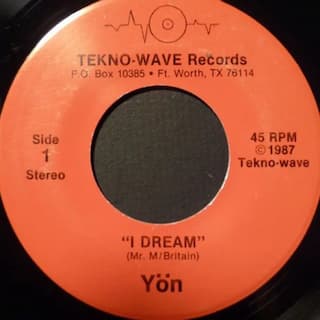 TEKNO-WAVE Records
P.O. Box 10385 • Ft. Worth, TX 76114
Side
1
Stereo
45 RPM
©1987
Tekno-wave
"I DREAM"
(Mr. M/Britain)
Yön